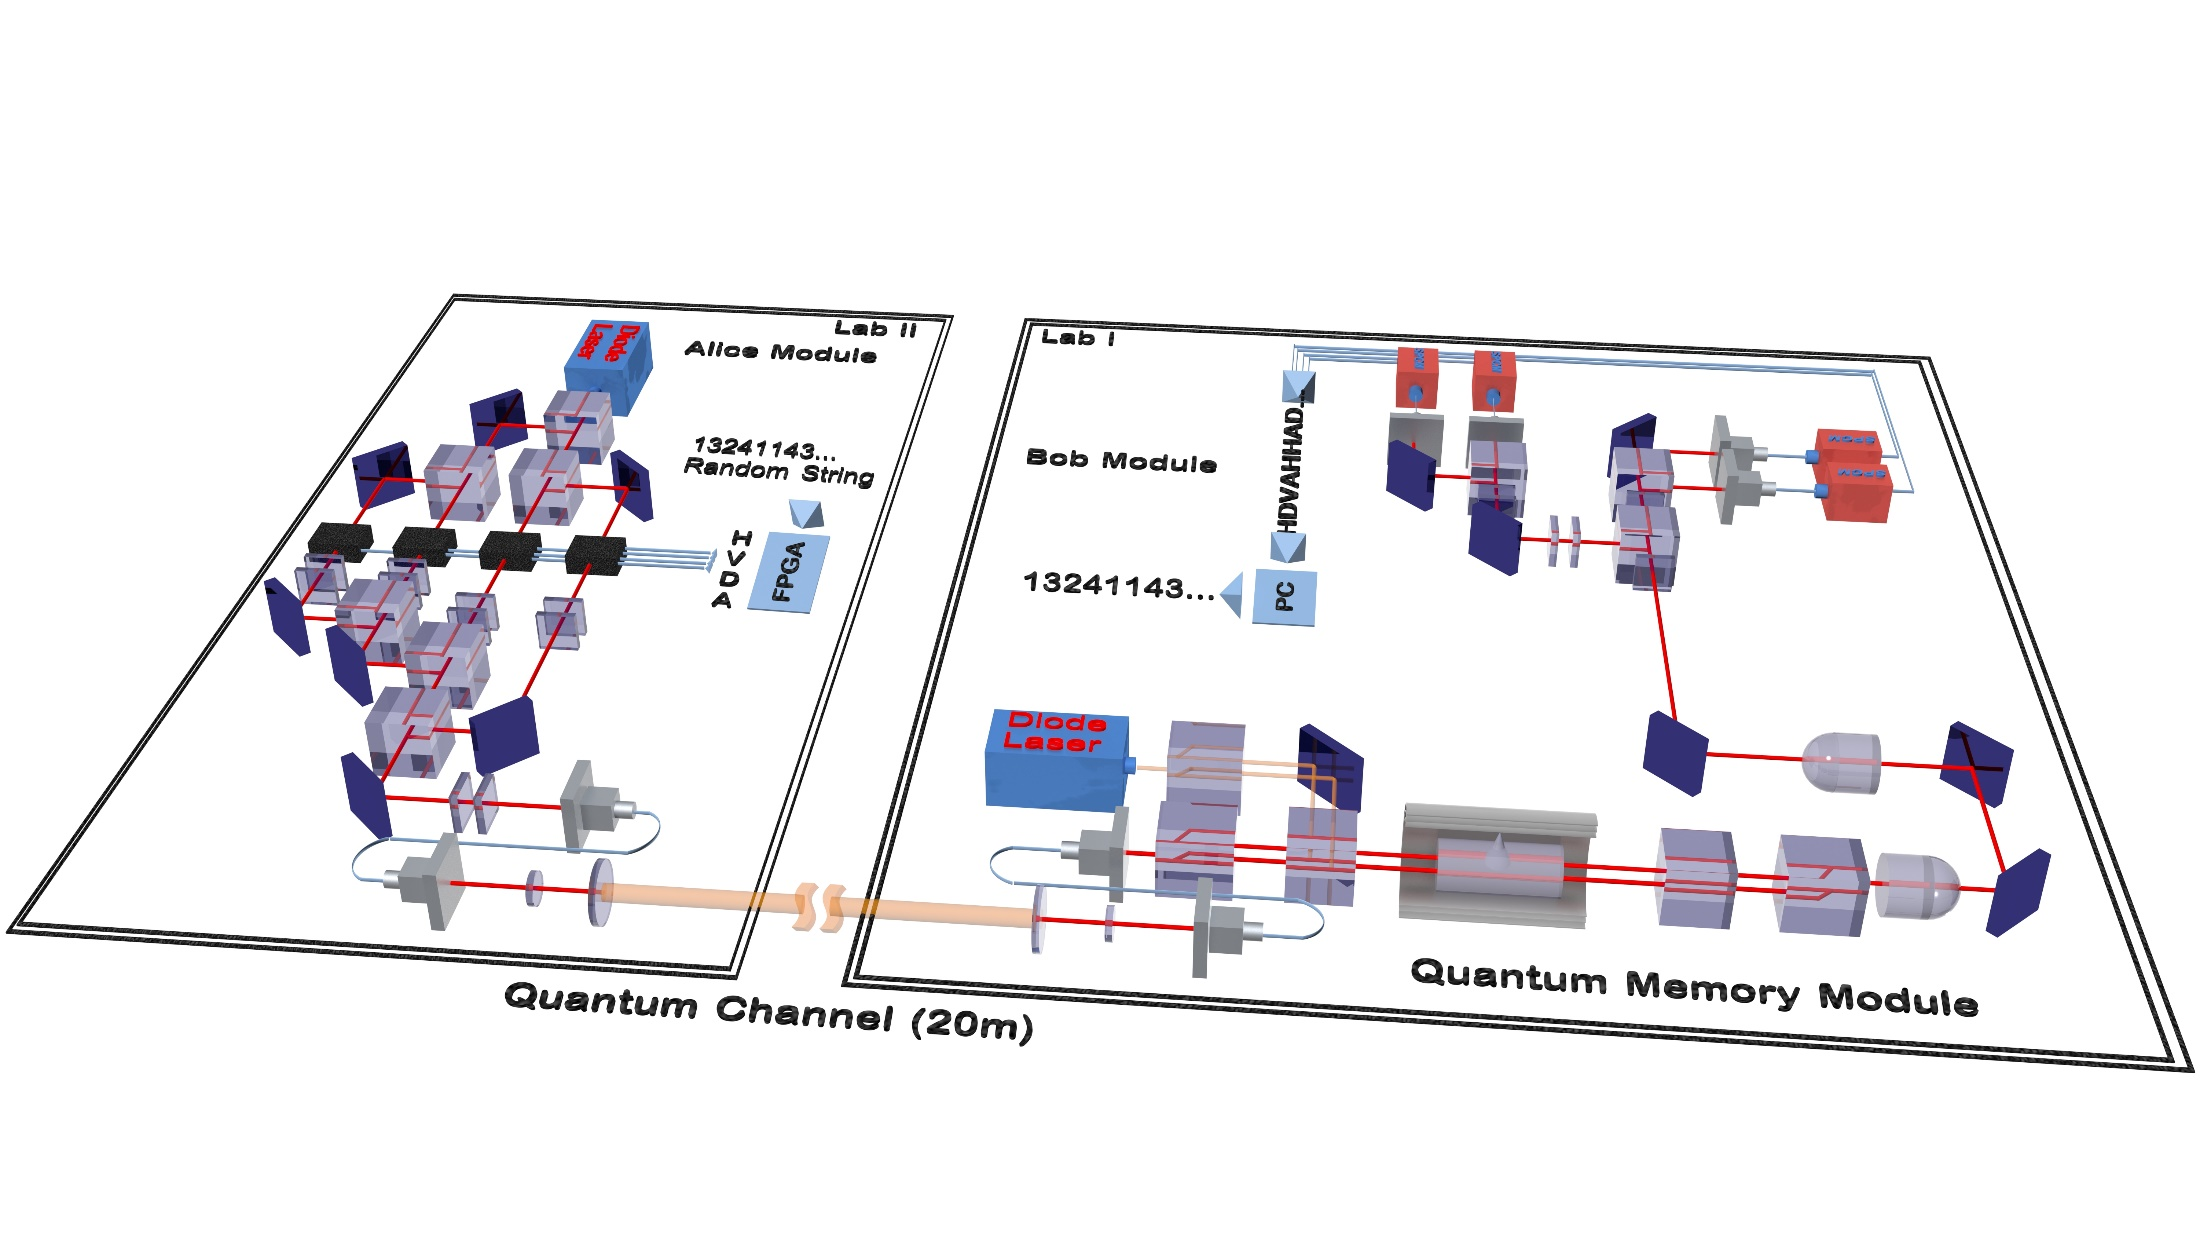 Lab II
Alice Module
Diode
Laser
13241143...
Random String
H
V
D
A
FPGA
Lab I
Bob Module
HDVAHHAD...
13241143...
PC
Diode
Laser
Quantum Memory Module
Quantum Channel (20m)